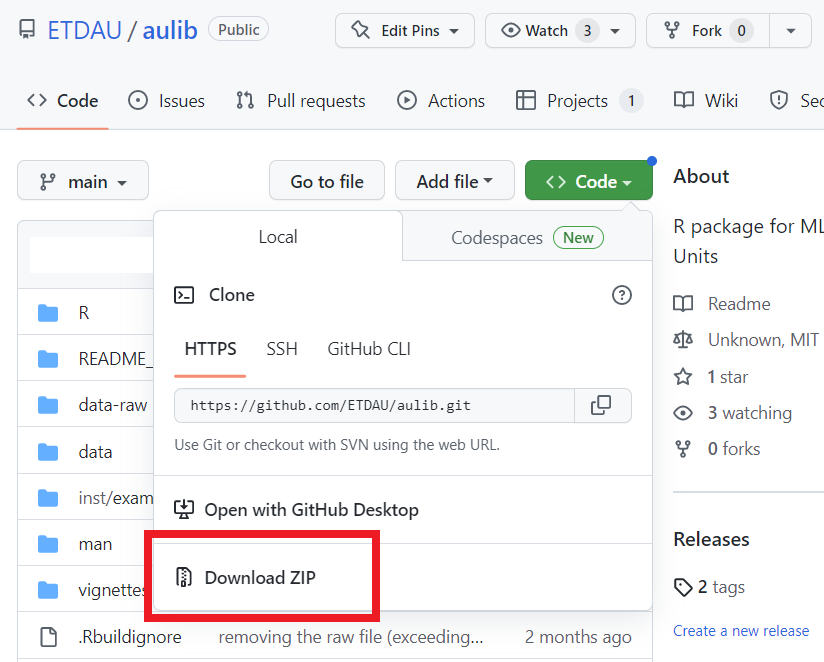 ETDAU / aulib Public Edit Pins Watch 3 Fork 0
Code Issues Pull requests Actions Projects 1 Wiki Sec
main Go to file Add file Code About
Local Codespaces New
R package for ML
Units
Clone
R
Readme
HTTPS SSH GitHub CLI
README_
Unknown, MIT
1 star
https://github.com/ETDAU/aulib.git
data-raw
3 watching
Use Git or checkout with SVN using the web URL.
data
0 forks
inst/exam
Open with GitHub Desktop
man
Releases
Download ZIP
vignettes
2 tags
.Rbuildignore removing the raw file (exceeding... 2 months ago
Create a new release